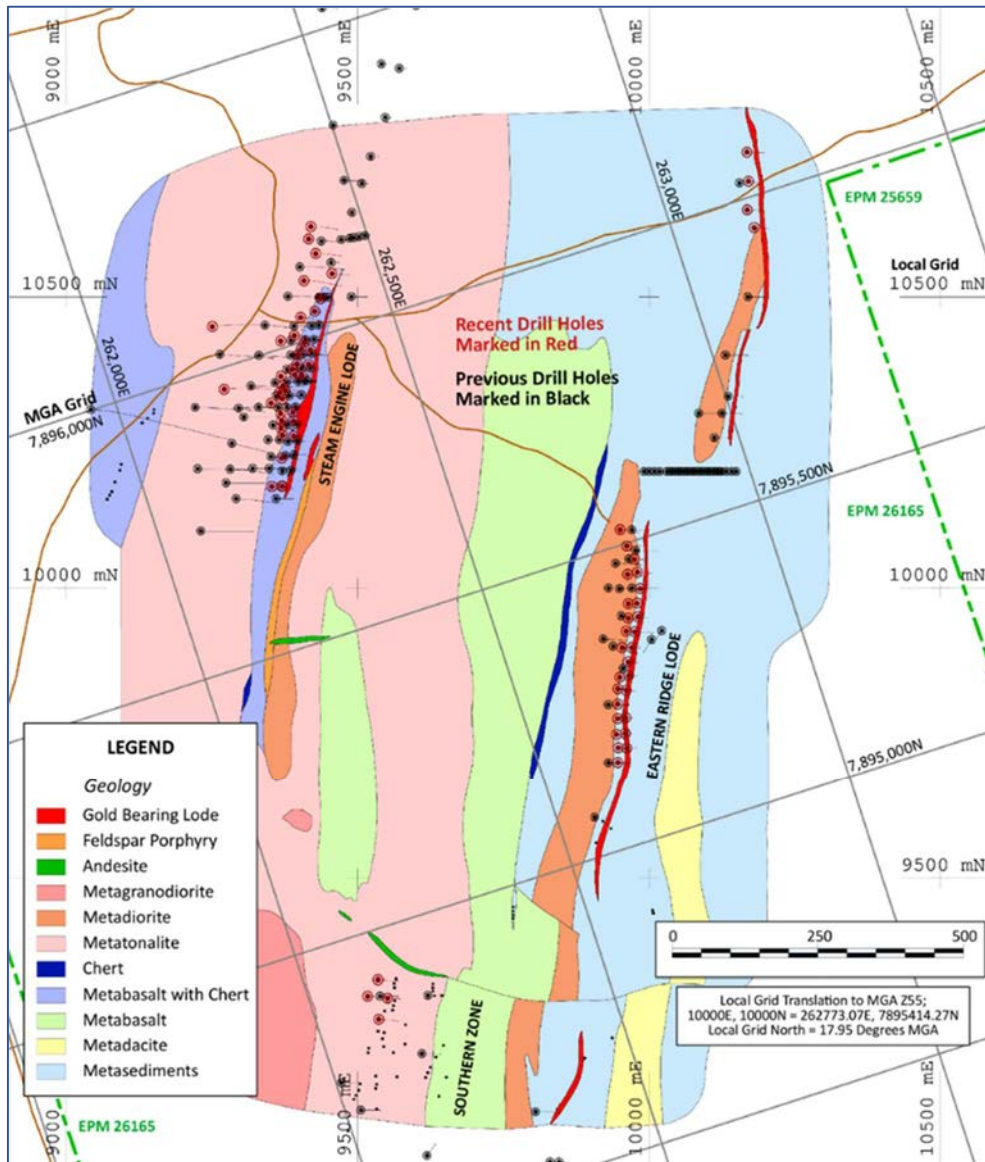 9000 mE
9500 mE
10000 mE
10500 mE
EPM 25659
263,000E
262,500E
Local Grid
10500 mN
10500 mN
262,000E
Recent Drill Holes
Marked in Red
Previous Drill Holes
Marked in Black
STEAM ENGINE LODE
MGA Grid
7,896,000N
7,895,500N
EPM 26165
10000 mN
10000 mN
EASTERN RIDGE LODE
7,895,000N
LEGEND
Geology
Gold Bearing Lode
Feldspar Porphyry
Andesite
Metagranodiorite
Metadiorite
Metatonalite
Chert
Metabasalt with Chert
Metabasalt
Metadacite
Metasediments
9500 mN
0 250 500
Local Grid Translation to MGA Z55;
10000E, 10000N = 262773.07E, 7895414.27N
Local Grid North = 17.95 Degrees MGA
SOUTHERN ZONE
EPM 26165
9000 mE
9500 mE
10000 mE
10500 mE